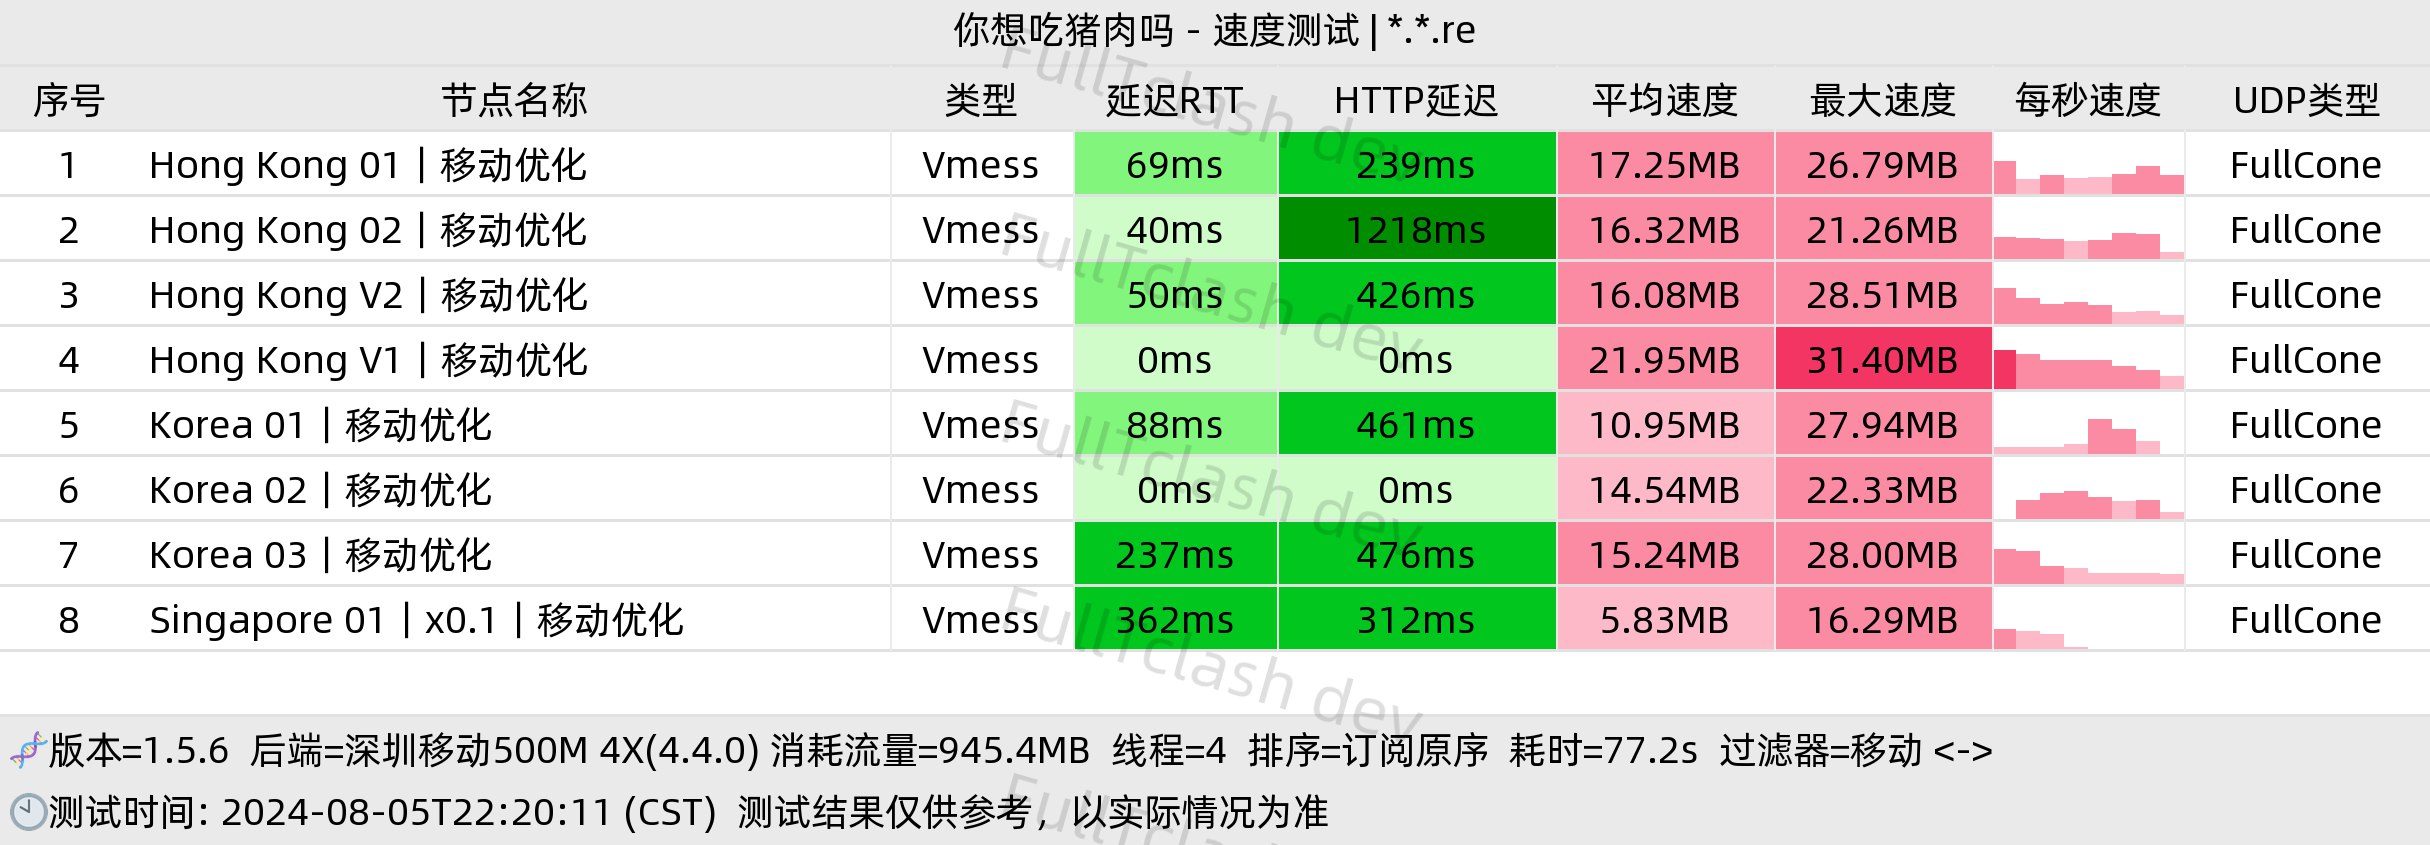 你想吃猪肉吗 - 速度测试 | *.*.re
序号 节点名称 类型 延迟RTT HTTP延迟 平均速度 最大速度 每秒速度 UDP类型
1 Hong Kong 01 | 移动优化 Vmess 69ms 239ms 17.25MB 26.79MB FullCone
2 Hong Kong 02 | 移动优化 Vmess 40ms 1218ms 16.32MB 21.26MB FullCone
3 Hong Kong V2 | 移动优化 Vmess 50ms 426ms 16.08MB 28.51MB FullCone
4 Hong Kong V1 | 移动优化 Vmess 0ms 0ms 21.95MB 31.40MB FullCone
5 Korea 01 | 移动优化 Vmess 88ms 461ms 10.95MB 27.94MB FullCone
6 Korea 02 | 移动优化 Vmess 0ms 0ms 14.54MB 22.33MB FullCone
7 Korea 03 | 移动优化 Vmess 237ms 476ms 15.24MB 28.00MB FullCone
8 Singapore 01 | x0.1 | 移动优化 Vmess 362ms 312ms 5.83MB 16.29MB FullCone
版本=1.5.6 后端=深圳移动500M 4X(4.4.0) 消耗流量=945.4MB 线程=4 排序=订阅原序 耗时=77.2s 过滤器=移动 <->
测试时间: 2024-08-05T22:20:11 (CST) 测试结果仅供参考，以实际情况为准
FullTclash dev
FullTclash dev
FullTclash dev
FullTclash dev
FullTclash